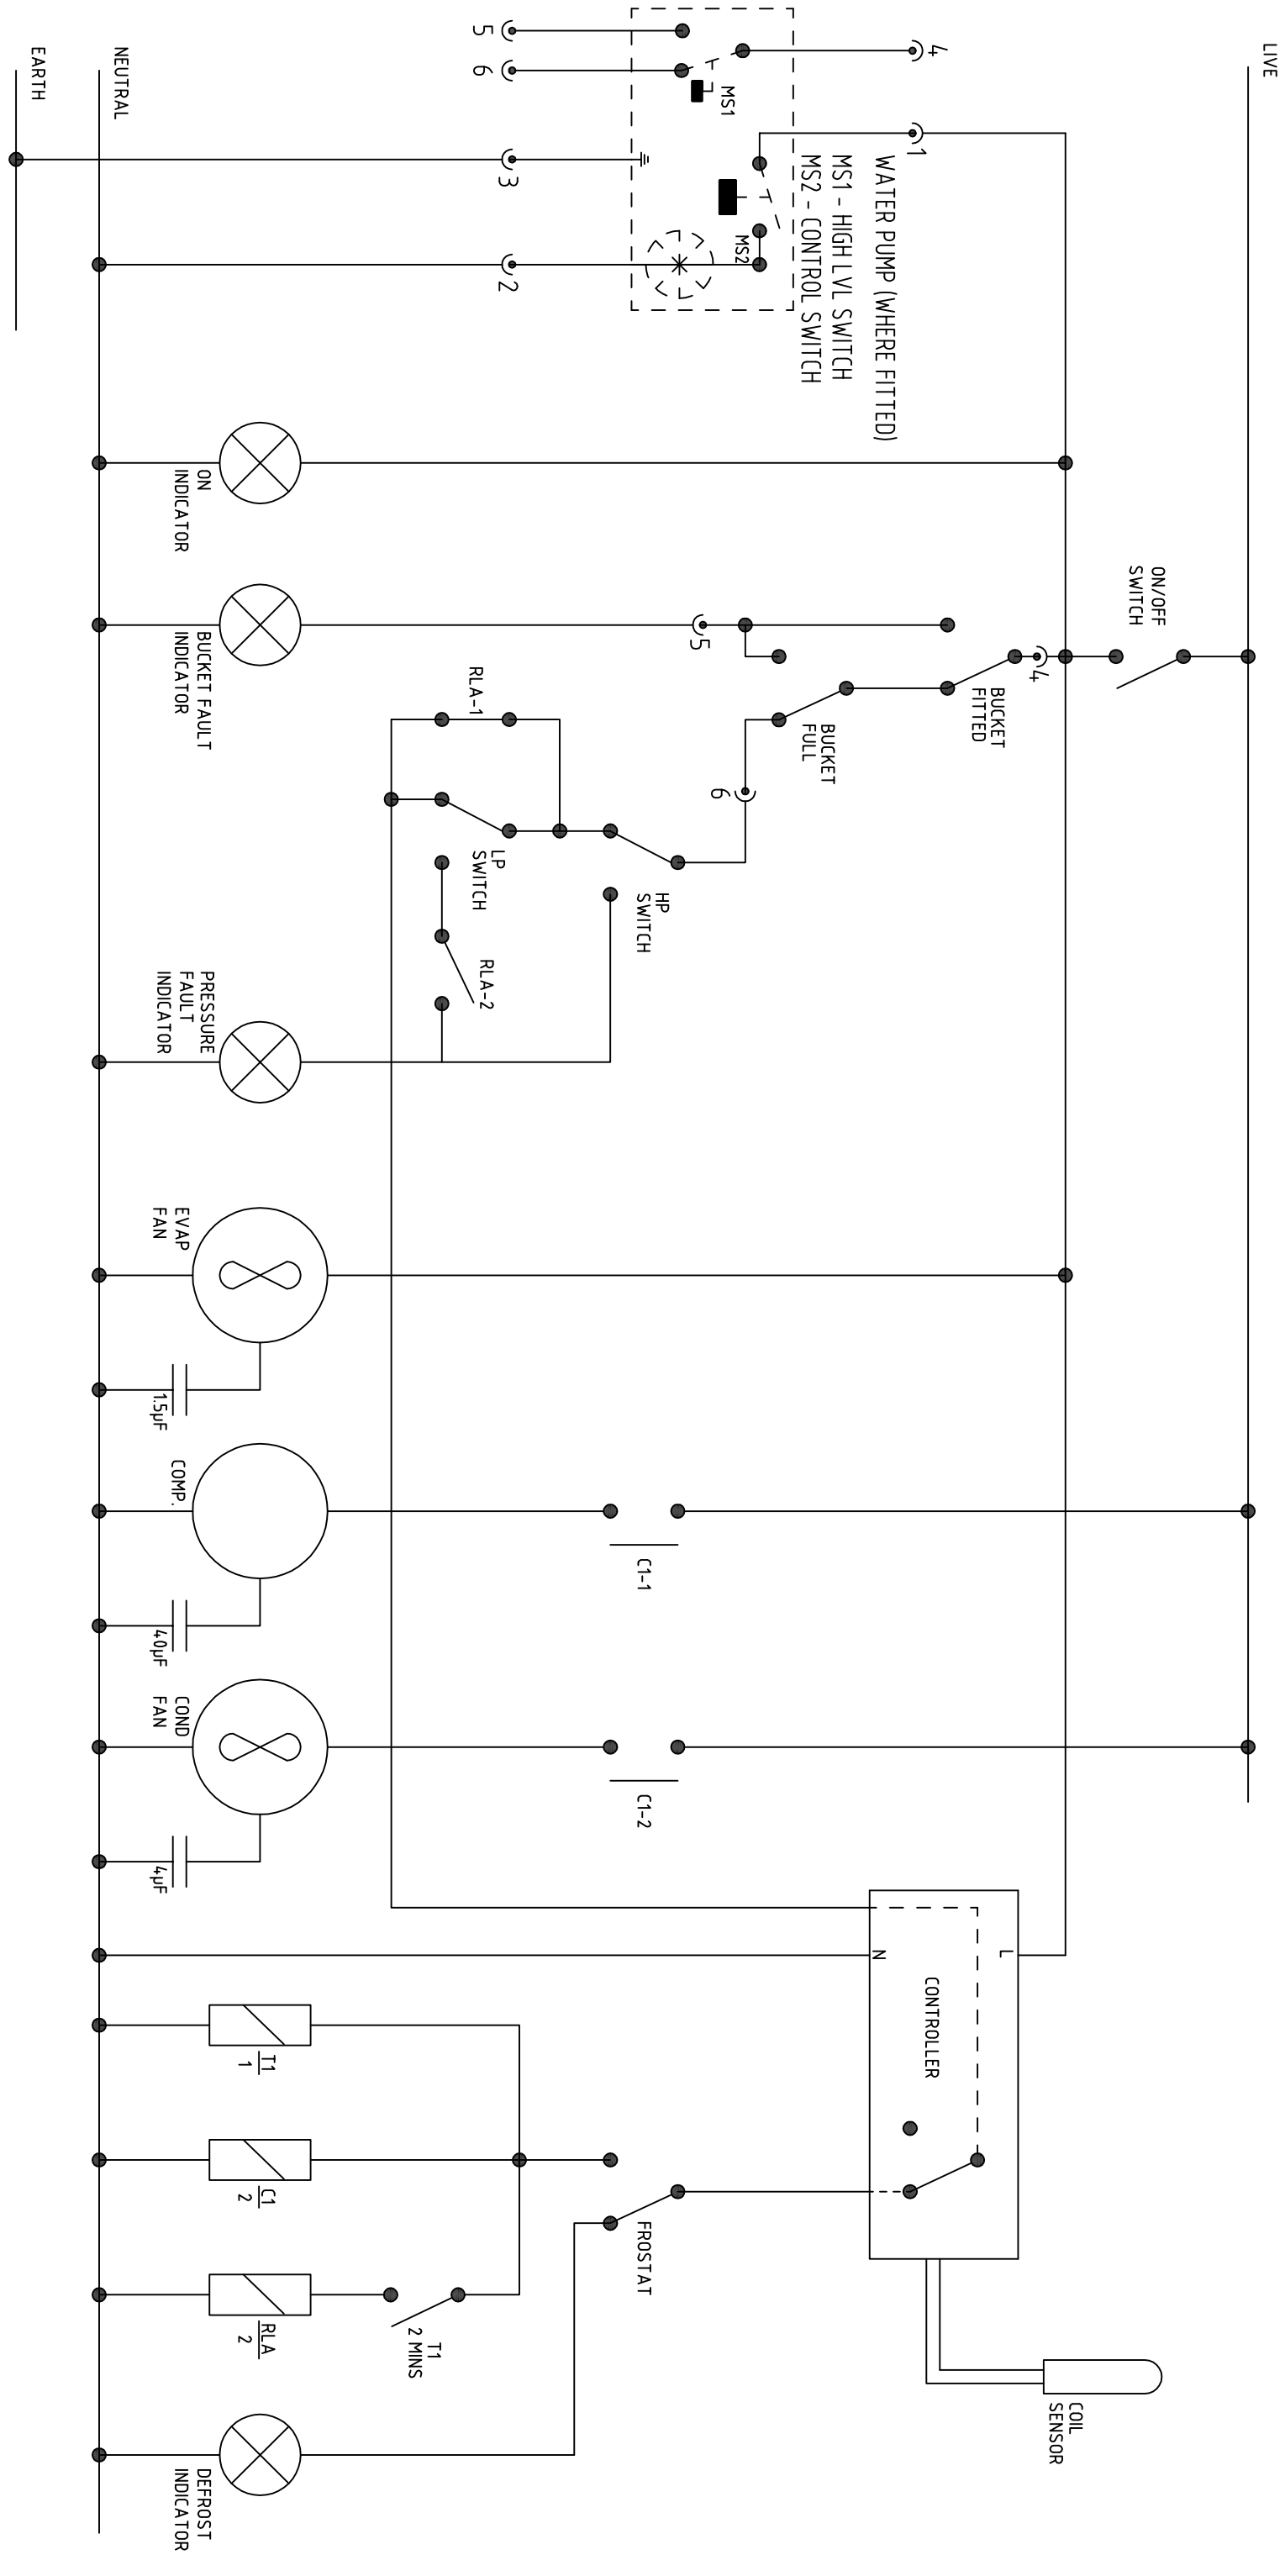 LIVE
4
5
6
MS1
1
WATER PUMP (WHERE FITTED)
MS1 - HIGH LVL SWITCH
MS2 - CONTROL SWITCH
MS2
3
2
NEUTRAL
EARTH
ON
INDICATOR
ON/OFF
SWITCH
4
BUCKET
FITTED
5
BUCKET
FULL
6
BUCKET FAULT
INDICATOR
RLA-1
LP
SWITCH
HP
SWITCH
RLA-2
PRESSURE
FAULT
INDICATOR
EVAP
FAN
1.5µF
COMP.
40µF
C1-1
COND
FAN
4µF
C1-2
L
N
CONTROLLER
T1
1
C1
2
RLA
2
FROSTAT
T1
2 MINS
COIL
SENSOR
DEFROST
INDICATOR